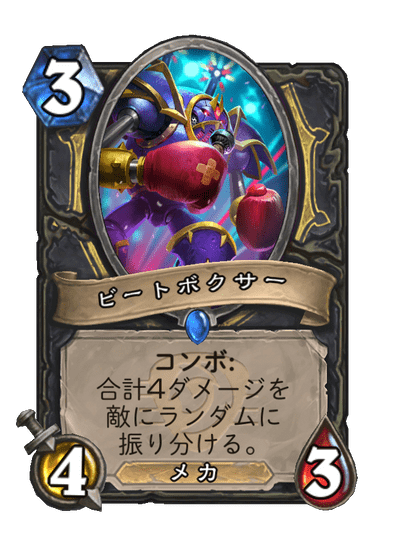 3
ビートボクサー
コンボ:
合計4ダメージを
敵にランダムに
振り分ける。
メカ
4
3